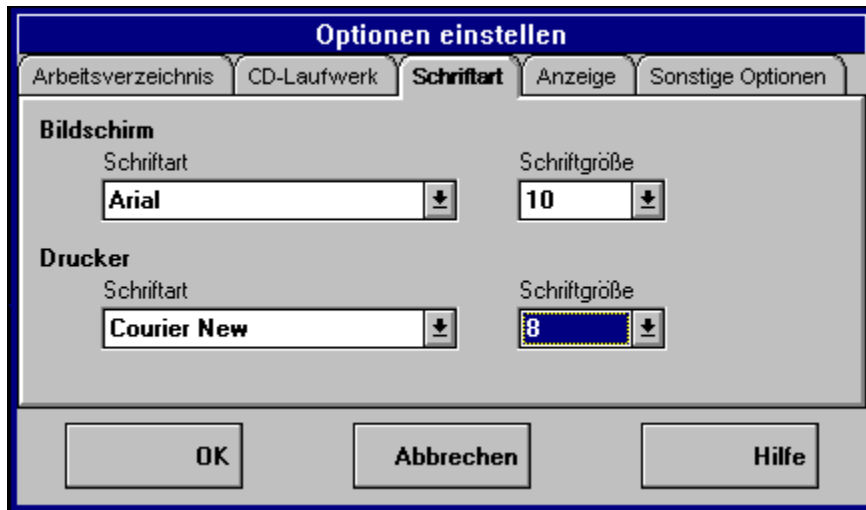 Optionen einstellen
Arbeitsverzeichnis CD-Laufwerk Schriftart Anzeige Sonstige Optionen
Bildschirm
Schriftart Schriftgröße
Arial 10
Drucker
Schriftart Schriftgröße
Courier New 8
OK Abbrechen Hilfe